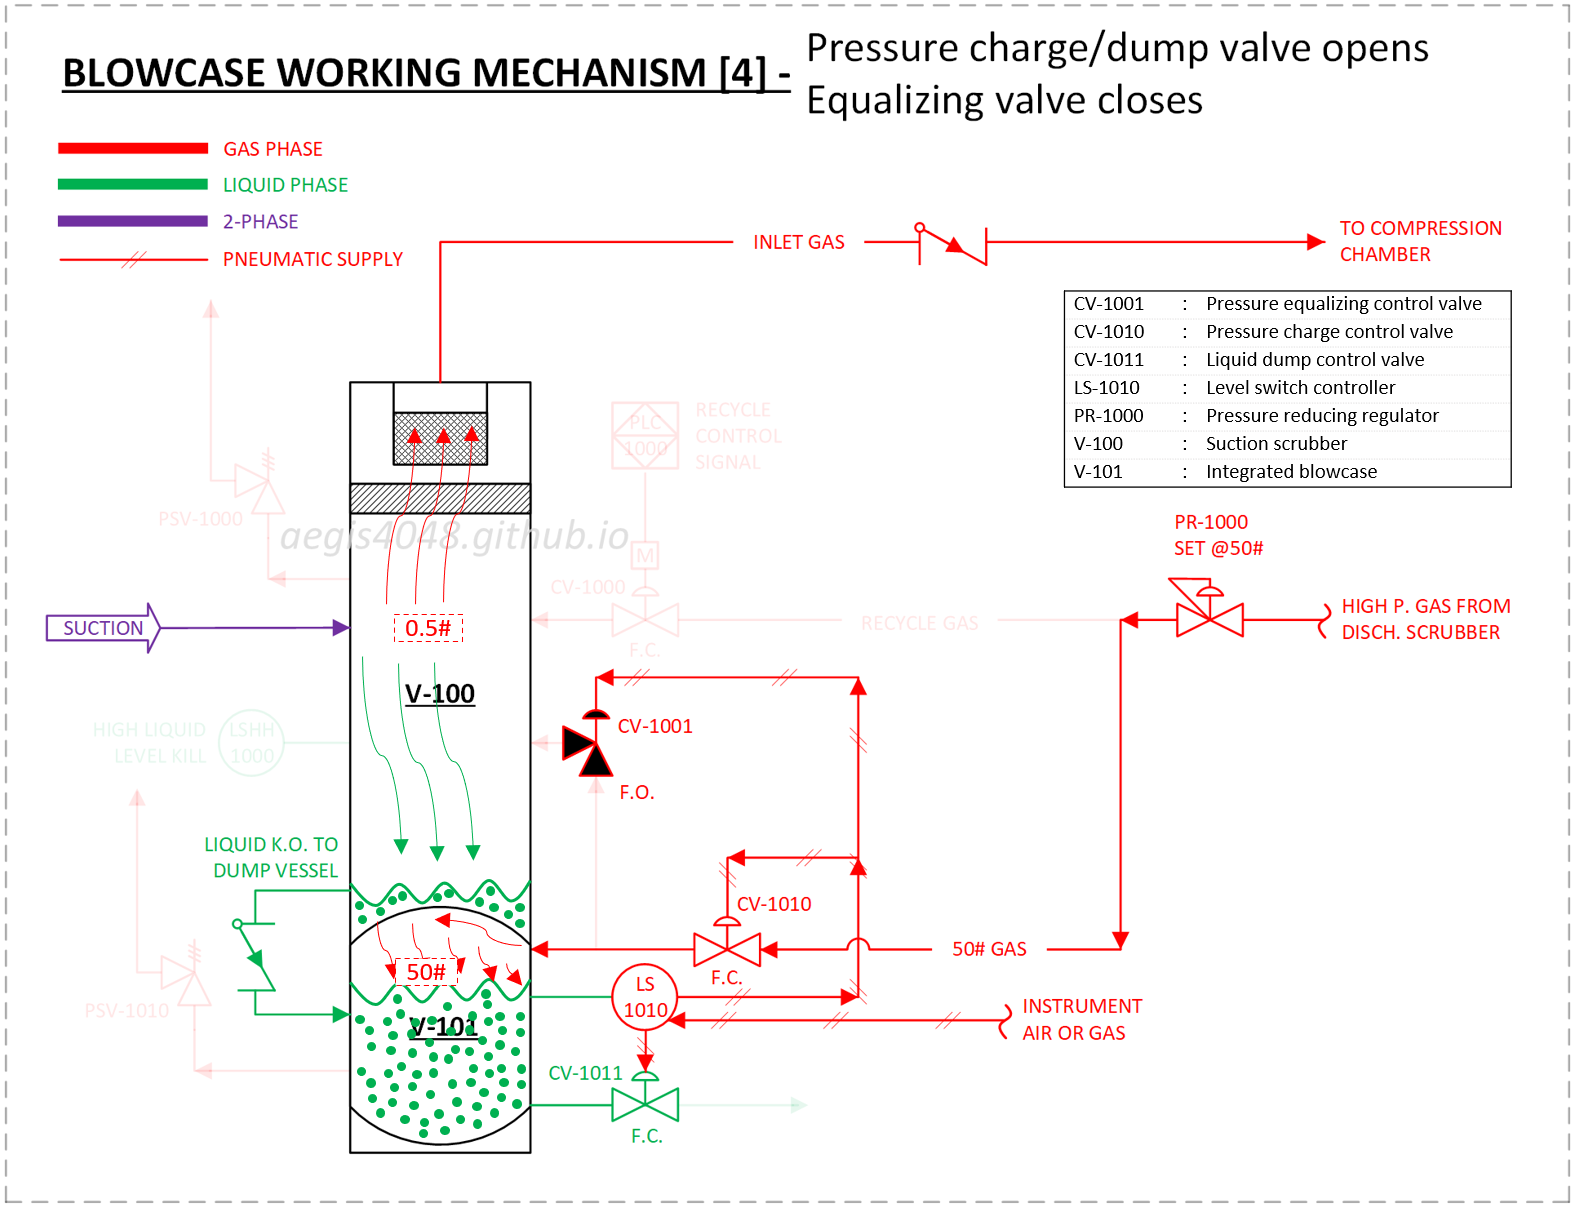 BLOWCASE WORKING MECHANISM [4] -
Pressure charge/dump valve opens
Equalizing valve closes
GAS PHASE
LIQUID PHASE
2-PHASE
PNEUMATIC SUPPLY
INLET GAS
TO COMPRESSION
CHAMBER
CV-1001 : Pressure equalizing control valve
CV-1010 : Pressure charge control valve
CV-1011 : Liquid dump control valve
LS-1010 : Level switch controller
PR-1000 : Pressure reducing regulator
V-100 : Suction scrubber
V-101 : Integrated blowcase
PLC
1000
RECYCLE
CONTROL
SIGNAL
PSV-1000
aegis4048.github.io
M
CV-1000
F.C.
RECYCLE GAS
PR-1000
SET @50#
HIGH P. GAS FROM
DISCH. SCRUBBER
SUCTION
0.5#
V-100
HIGH LIQUID
LEVEL KILL
LSHH
1000
CV-1001
F.O.
LIQUID K.O. TO
DUMP VESSEL
CV-1010
F.C.
50# GAS
50#
LS
1010
INSTRUMENT
AIR OR GAS
PSV-1010
V-101
CV-1011
F.C.